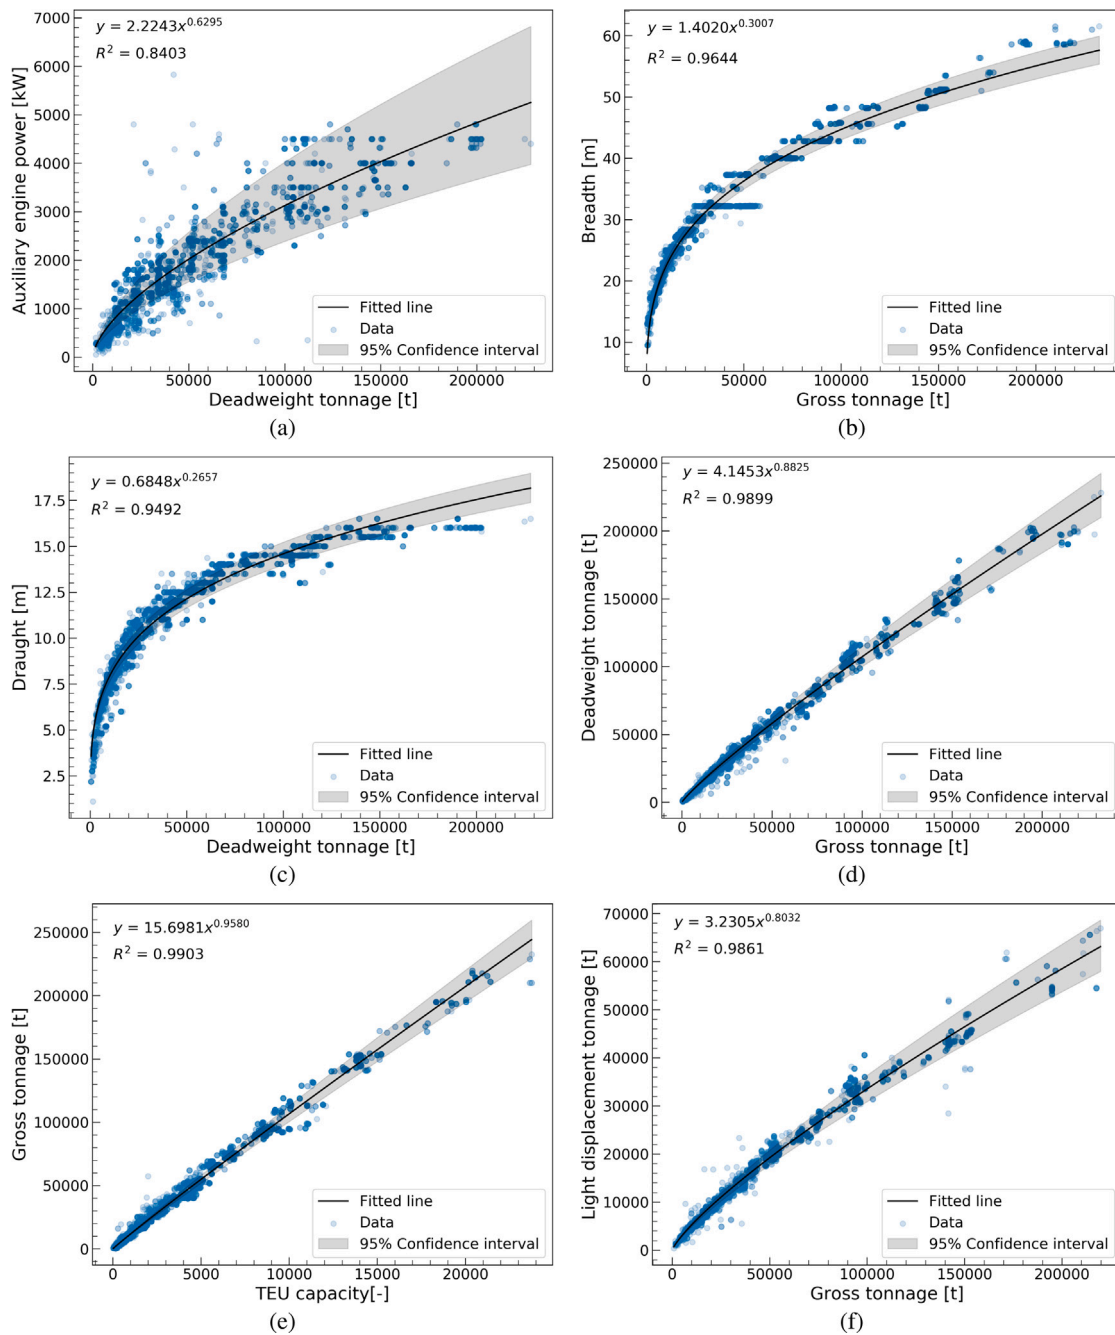 y = 2.2243x^0.6295
R² = 0.8403
7000
6000
5000
4000
3000
2000
1000
0
Auxiliary engine power [kW]
Fitted line
Data
95% Confidence interval
0 50000 100000 150000 200000
Deadweight tonnage [t]
(a)
y = 1.4020x^0.3007
R² = 0.9644
60
50
40
30
20
10
Breadth [m]
Fitted line
Data
95% Confidence interval
0 50000 100000 150000 200000
Gross tonnage [t]
(b)
y = 0.6848x^0.2657
R² = 0.9492
17.5
15.0
12.5
10.0
7.5
5.0
2.5
Draught [m]
Fitted line
Data
95% Confidence interval
0 50000 100000 150000 200000
Deadweight tonnage [t]
(c)
y = 4.1453x^0.8825
R² = 0.9899
250000
200000
150000
100000
50000
0
Deadweight tonnage [t]
Fitted line
Data
95% Confidence interval
0 50000 100000 150000 200000
Gross tonnage [t]
(d)
y = 15.6981x^0.9580
R² = 0.9903
250000
200000
150000
100000
50000
0
Gross tonnage [t]
Fitted line
Data
95% Confidence interval
0 5000 10000 15000 20000
TEU capacity[-]
(e)
y = 3.2305x^0.8032
R² = 0.9861
70000
60000
50000
40000
30000
20000
10000
0
Light displacement tonnage [t]
Fitted line
Data
95% Confidence interval
0 50000 100000 150000 200000
Gross tonnage [t]
(f)